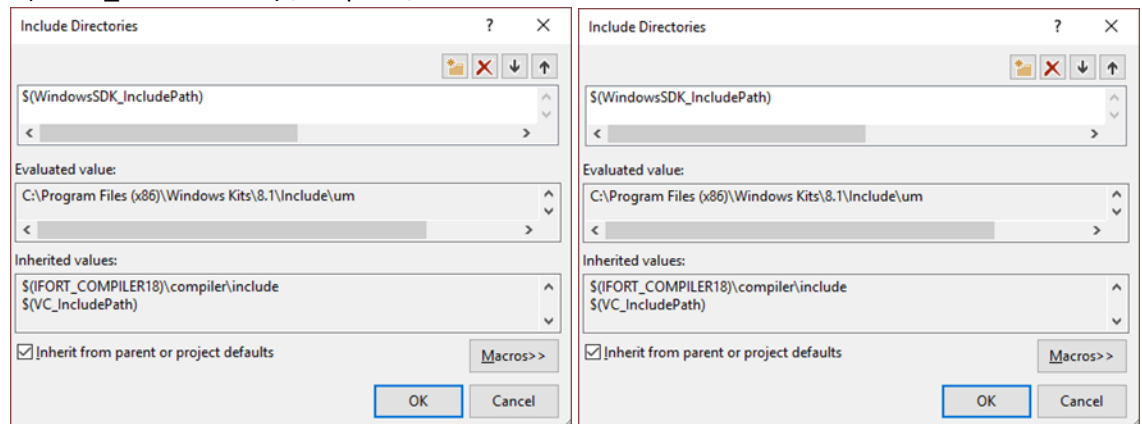 Include Directories ? ×
$(WindowsSDK_IncludePath)
Evaluated value:
C:\Program Files (x86)\Windows Kits\8.1\Include\um
Inherited values:
$(IFORT_COMPILER18)\compiler\include
$(VC_IncludePath)
Inherit from parent or project defaults
Macros>>
OK Cancel
Include Directories ? ×
$(WindowsSDK_IncludePath)
Evaluated value:
C:\Program Files (x86)\Windows Kits\8.1\Include\um
Inherited values:
$(IFORT_COMPILER18)\compiler\include
$(VC_IncludePath)
Inherit from parent or project defaults
Macros>>
OK Cancel